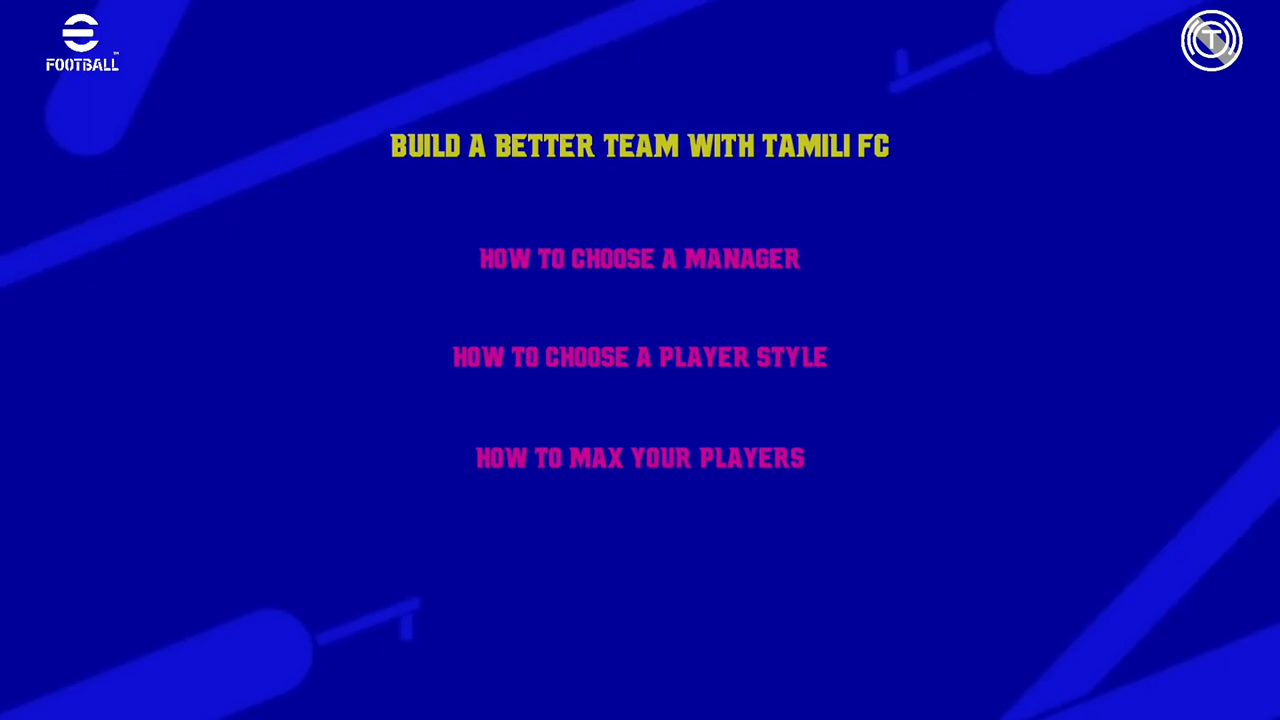 FOOTBALL™
T
BUILD A BETTER TEAM WITH TAMILI FC
HOW TO CHOOSE A MANAGER
HOW TO CHOOSE A PLAYER STYLE
HOW TO MAX YOUR PLAYERS